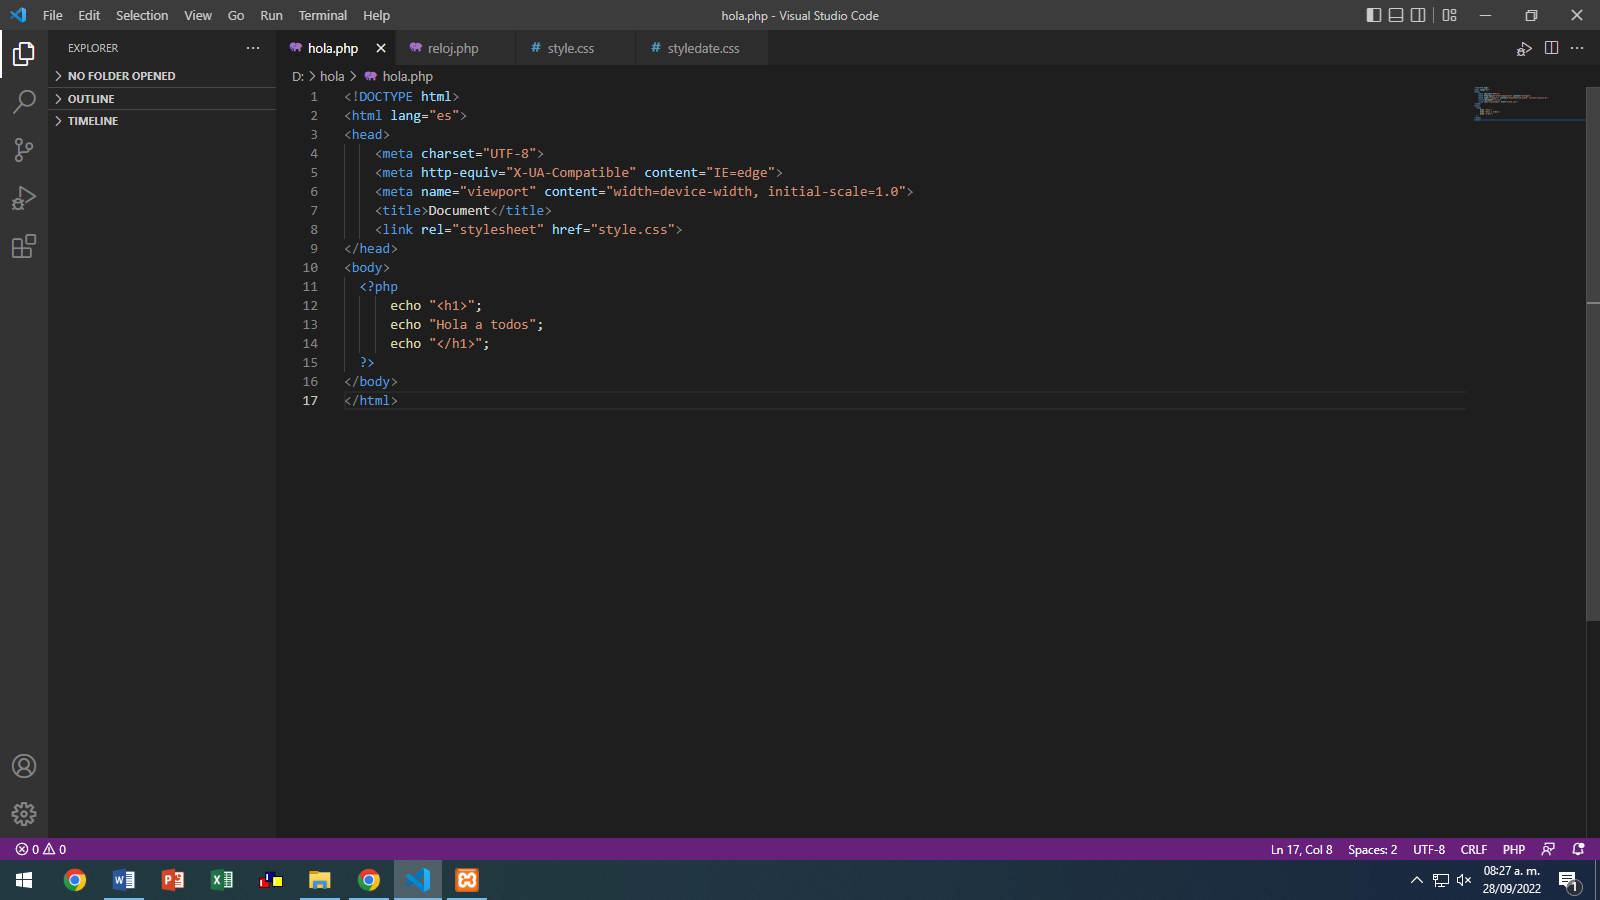 File Edit Selection View Go Run Terminal Help hola.php - Visual Studio Code
EXPLORER
NO FOLDER OPENED
OUTLINE
TIMELINE
hola.php reloj.php # style.css # styledate.css
D: > hola > hola.php
1 <!DOCTYPE html>
2 <html lang="es">
3 <head>
4 <meta charset="UTF-8">
5 <meta http-equiv="X-UA-Compatible" content="IE=edge">
6 <meta name="viewport" content="width=device-width, initial-scale=1.0">
7 <title>Document</title>
8 <link rel="stylesheet" href="style.css">
9 </head>
10 <body>
11 <?php
12 echo "<h1>";
13 echo "Hola a todos";
14 echo "</h1>";
15 ?>
16 </body>
17 </html>
0 0 Ln 17, Col 8 Spaces: 2 UTF-8 CRLF PHP
08:27 a. m.
28/09/2022
1